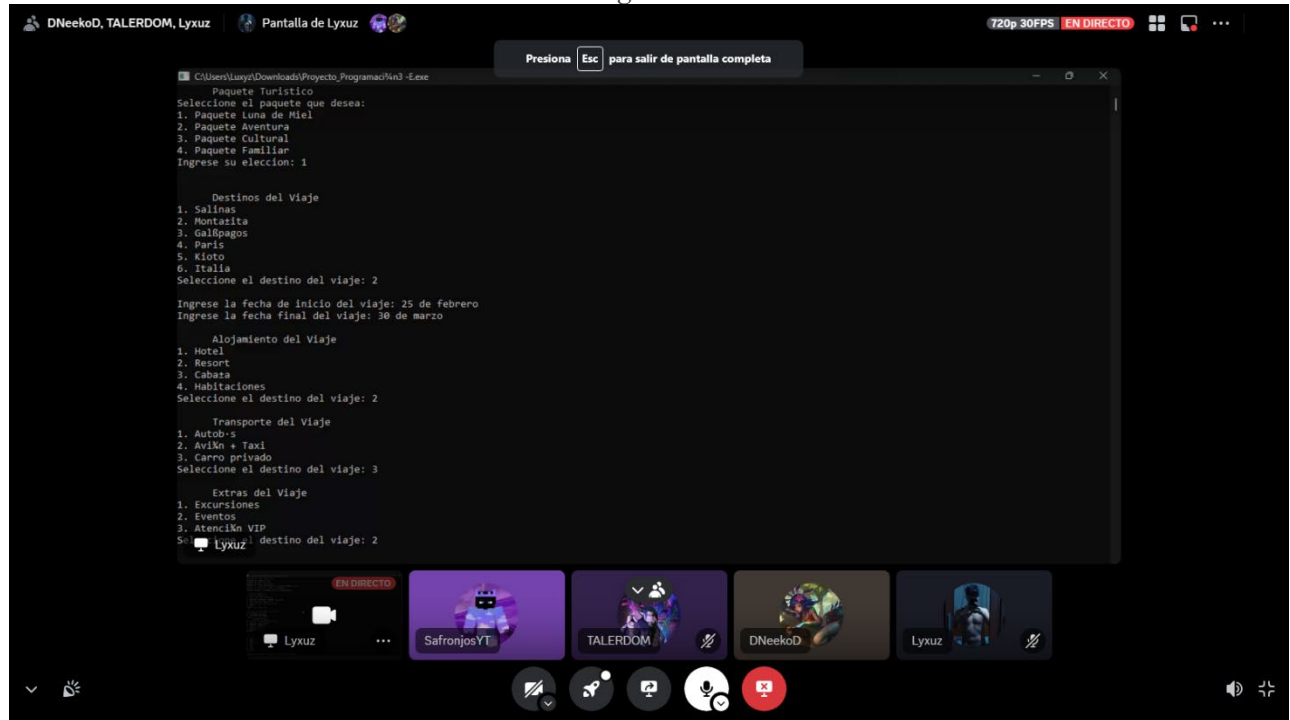 DNeekoD, TALERDOM, Lyxuz
Pantalla de Lyxuz
720p 30FPS EN DIRECTO
Presiona Esc para salir de pantalla completa
C:\Users\Luxyz\Downloads\Proyecto_Programaci¾n3 -E.exe
Paquete Turistico
Seleccione el paquete que desea:
1. Paquete Luna de Miel
2. Paquete Aventura
3. Paquete Cultural
4. Paquete Familiar
Ingrese su eleccion: 1
Destinos del Viaje
1. Salinas
2. Monta±ita
3. Galßpagos
4. Paris
5. Kioto
6. Italia
Seleccione el destino del viaje: 2
Ingrese la fecha de inicio del viaje: 25 de febrero
Ingrese la fecha final del viaje: 30 de marzo
Alojamiento del Viaje
1. Hotel
2. Resort
3. Caba±a
4. Habitaciones
Seleccione el destino del viaje: 2
Transporte del Viaje
1. Autob·s
2. Avi¾n + Taxi
3. Carro privado
Seleccione el destino del viaje: 3
Extras del Viaje
1. Excursiones
2. Eventos
3. Atenci¾n VIP
destino del viaje: 2
Lyxuz
EN DIRECTO
Lyxuz
SafronjosYT
TALERDOM
DNeekoD
Lyxuz